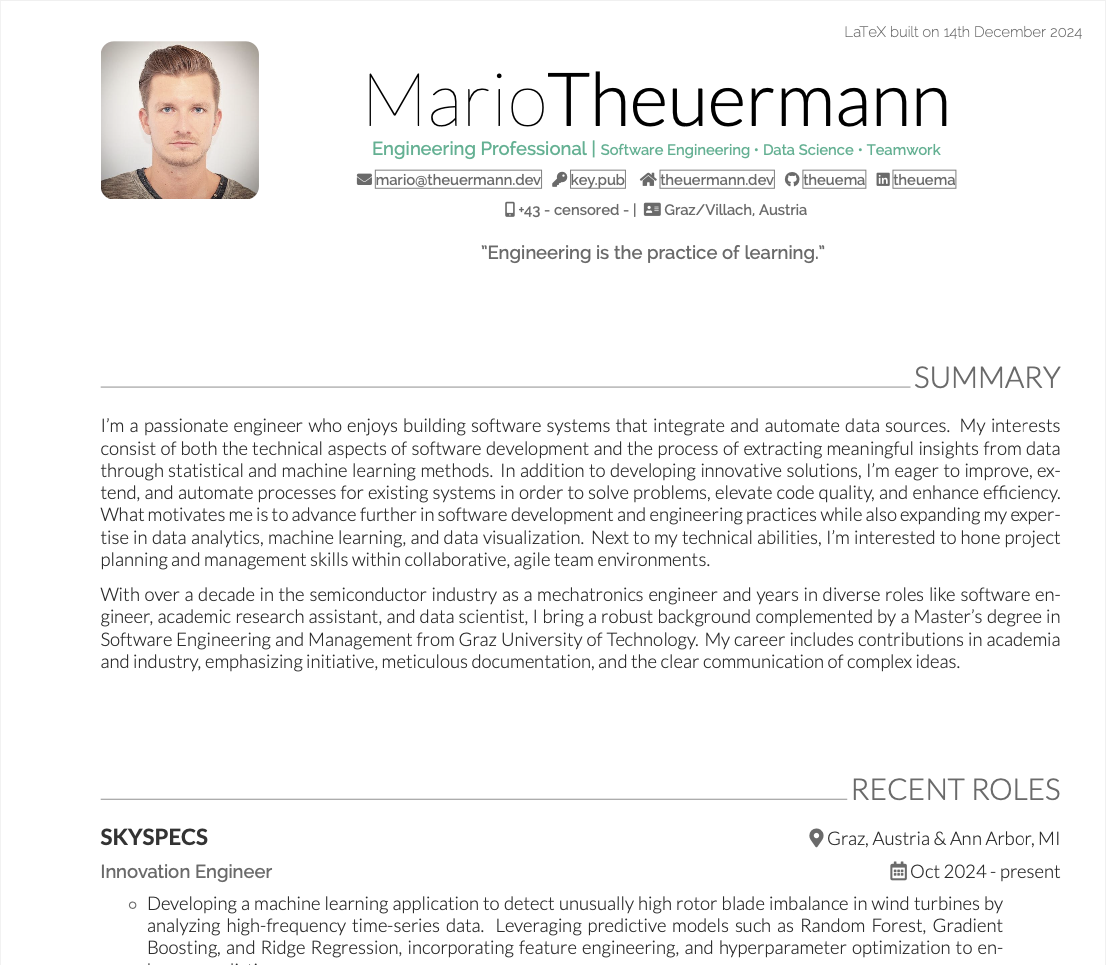 LaTeX built on 14th December 2024
MarioTheuermann
Engineering Professional | Software Engineering • Data Science • Teamwork
mario@theuermann.dev key.pub theuermann.dev theuema theuema
+43 - censored - | Graz/Villach, Austria
"Engineering is the practice of learning."
SUMMARY
I'm a passionate engineer who enjoys building software systems that integrate and automate data sources. My interests
consist of both the technical aspects of software development and the process of extracting meaningful insights from data
through statistical and machine learning methods. In addition to developing innovative solutions, I'm eager to improve, ex-
tend, and automate processes for existing systems in order to solve problems, elevate code quality, and enhance efficiency.
What motivates me is to advance further in software development and engineering practices while also expanding my exper-
tise in data analytics, machine learning, and data visualization. Next to my technical abilities, I'm interested to hone project
planning and management skills within collaborative, agile team environments.
With over a decade in the semiconductor industry as a mechatronics engineer and years in diverse roles like software en-
gineer, academic research assistant, and data scientist, I bring a robust background complemented by a Master's degree in
Software Engineering and Management from Graz University of Technology. My career includes contributions in academia
and industry, emphasizing initiative, meticulous documentation, and the clear communication of complex ideas.
RECENT ROLES
SKYSPECS Graz, Austria & Ann Arbor, MI
Innovation Engineer Oct 2024 - present
◦ Developing a machine learning application to detect unusually high rotor blade imbalance in wind turbines by
analyzing high-frequency time-series data. Leveraging predictive models such as Random Forest, Gradient
Boosting, and Ridge Regression, incorporating feature engineering, and hyperparameter optimization to en-